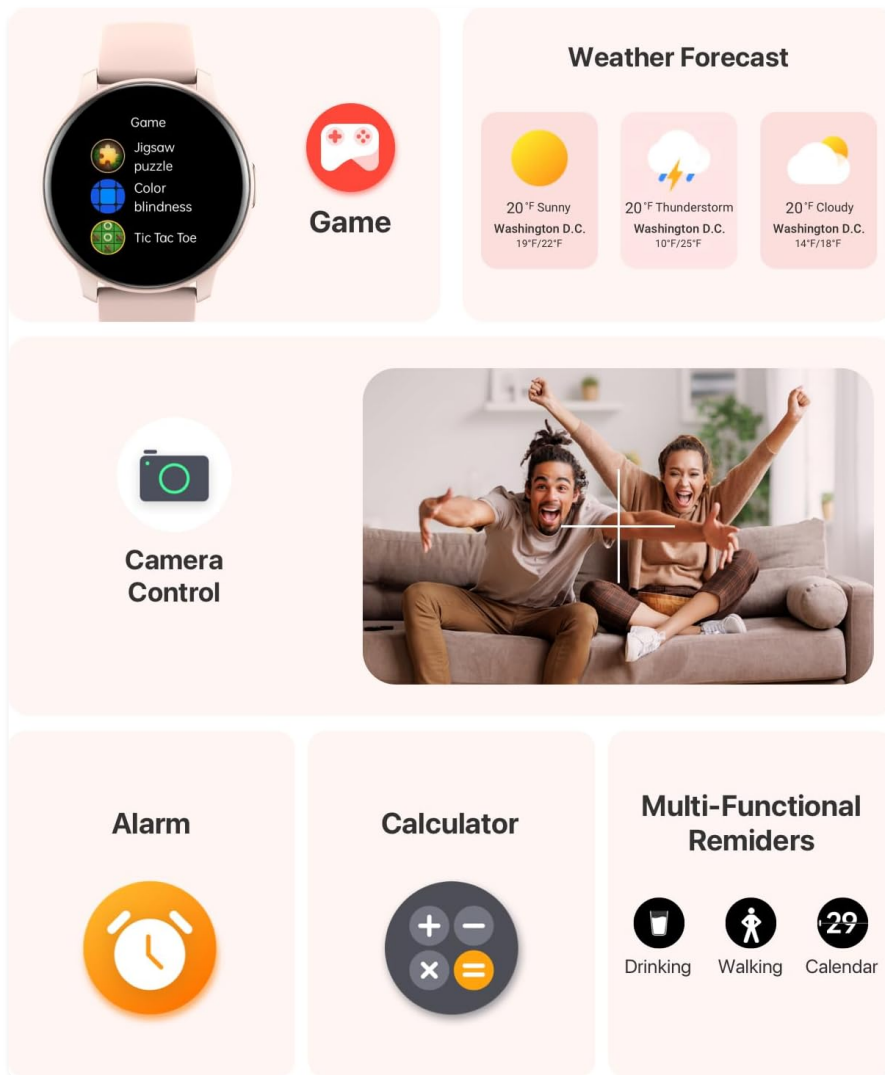 Game
Jigsaw
puzzle
Color
blindness
Tic Tac Toe
Game
Weather Forecast
20°F Sunny
Washington D.C.
19°F/22°F
20°F Thunderstorm
Washington D.C.
10°F/25°F
20°F Cloudy
Washington D.C.
14°F/18°F
Camera
Control
Alarm
Calculator
Multi-Functional
Remiders
29
Drinking
Walking
Calendar